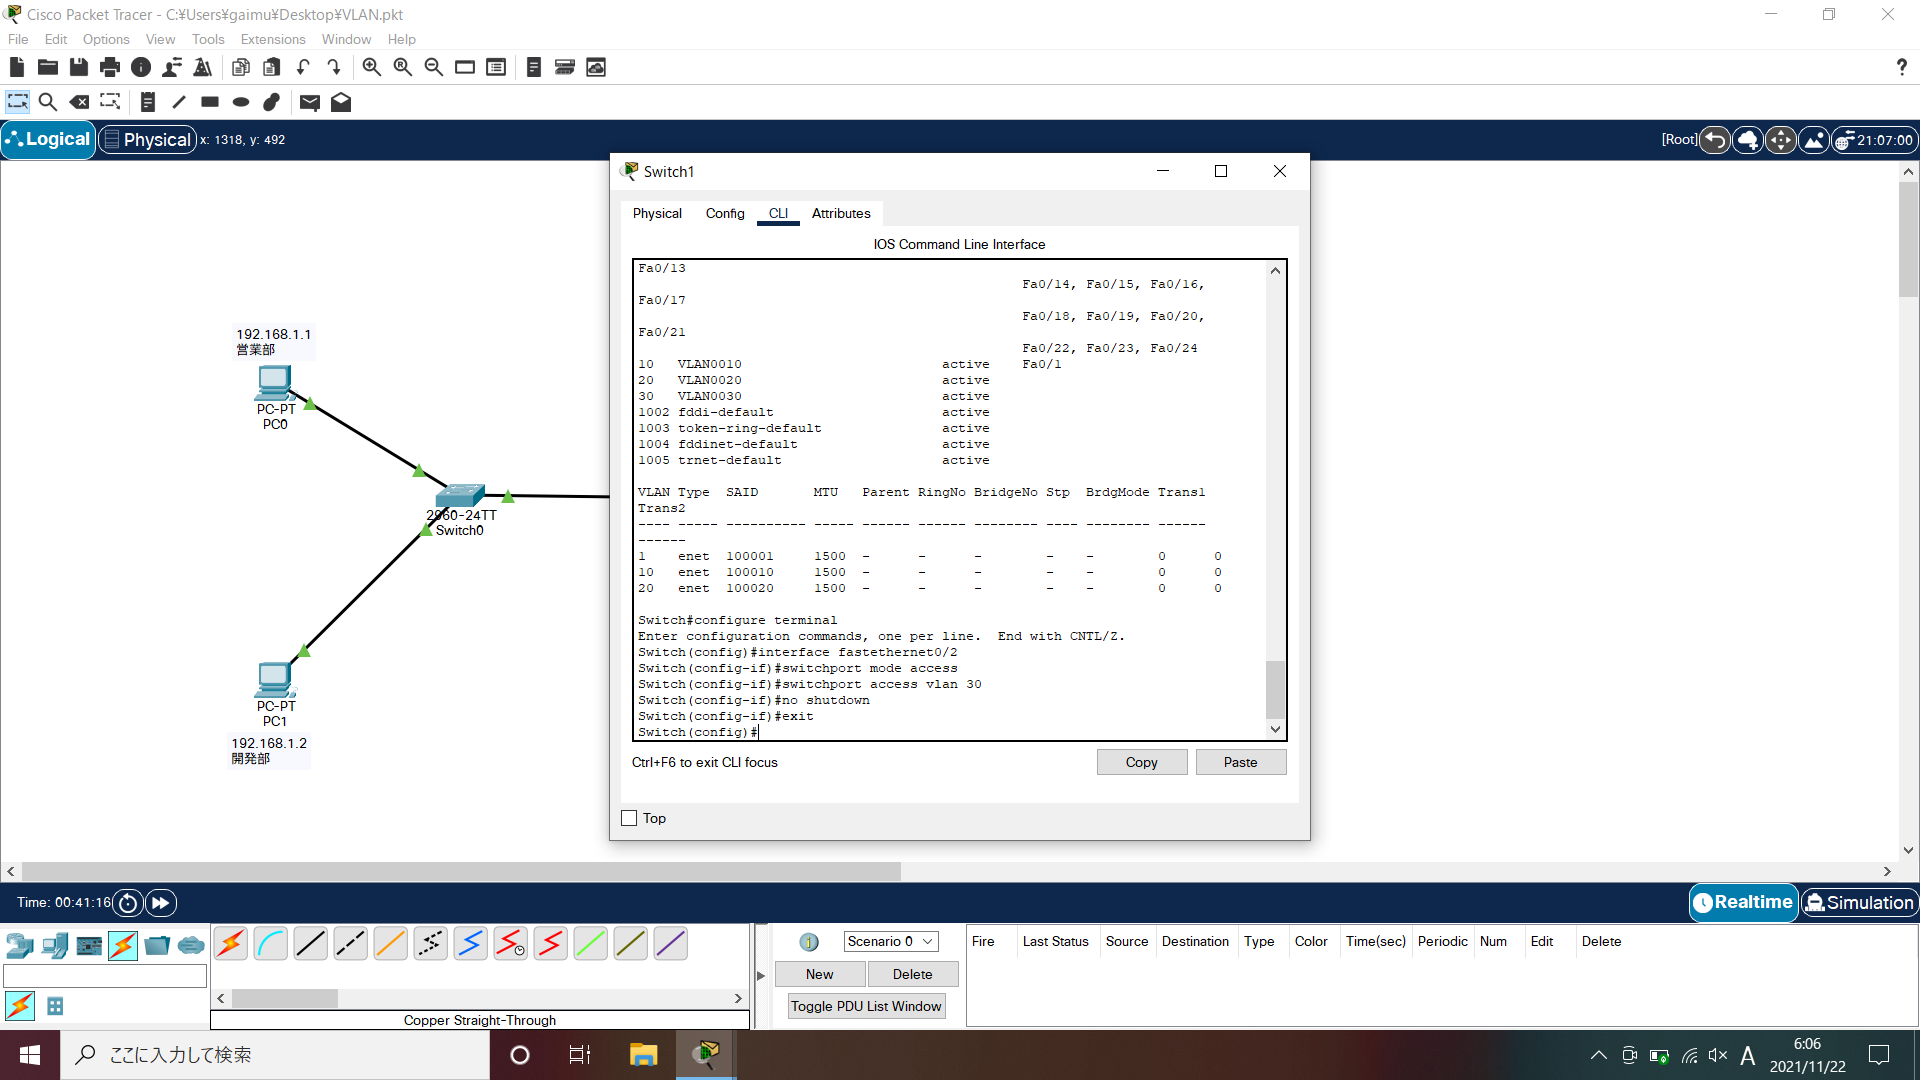 Cisco Packet Tracer - C:¥Users¥gaimu¥Desktop¥VLAN.pkt
File Edit Options View Tools Extensions Window Help
Logical Physical x: 1318, y: 492
[Root] 21:07:00
192.168.1.1
営業部
PC-PT
PC0
2960-24TT
Switch0
PC-PT
PC1
192.168.1.2
開発部
Switch1
Physical Config CLI Attributes
IOS Command Line Interface
Fa0/13
Fa0/14, Fa0/15, Fa0/16,
Fa0/17
Fa0/18, Fa0/19, Fa0/20,
Fa0/21
Fa0/22, Fa0/23, Fa0/24
10 VLAN0010 active Fa0/1
20 VLAN0020 active
30 VLAN0030 active
1002 fddi-default active
1003 token-ring-default active
1004 fddinet-default active
1005 trnet-default active
VLAN Type SAID MTU Parent RingNo BridgeNo Stp BrdgMode Trans1
Trans2
---- ----- ---------- ----- ------ ------ -------- ---- -------- ------
------
1 enet 100001 1500 - - - - - 0 0
10 enet 100010 1500 - - - - - 0 0
20 enet 100020 1500 - - - - - 0 0
Switch#configure terminal
Enter configuration commands, one per line. End with CNTL/Z.
Switch(config)#interface fastethernet0/2
Switch(config-if)#switchport mode access
Switch(config-if)#switchport access vlan 30
Switch(config-if)#no shutdown
Switch(config-if)#exit
Switch(config)#
Ctrl+F6 to exit CLI focus
Copy Paste
Top
Time: 00:41:16
Realtime Simulation
Scenario 0
New Delete
Toggle PDU List Window
Fire Last Status Source Destination Type Color Time(sec) Periodic Num Edit Delete
Copper Straight-Through
ここに入力して検索
A
6:06
2021/11/22